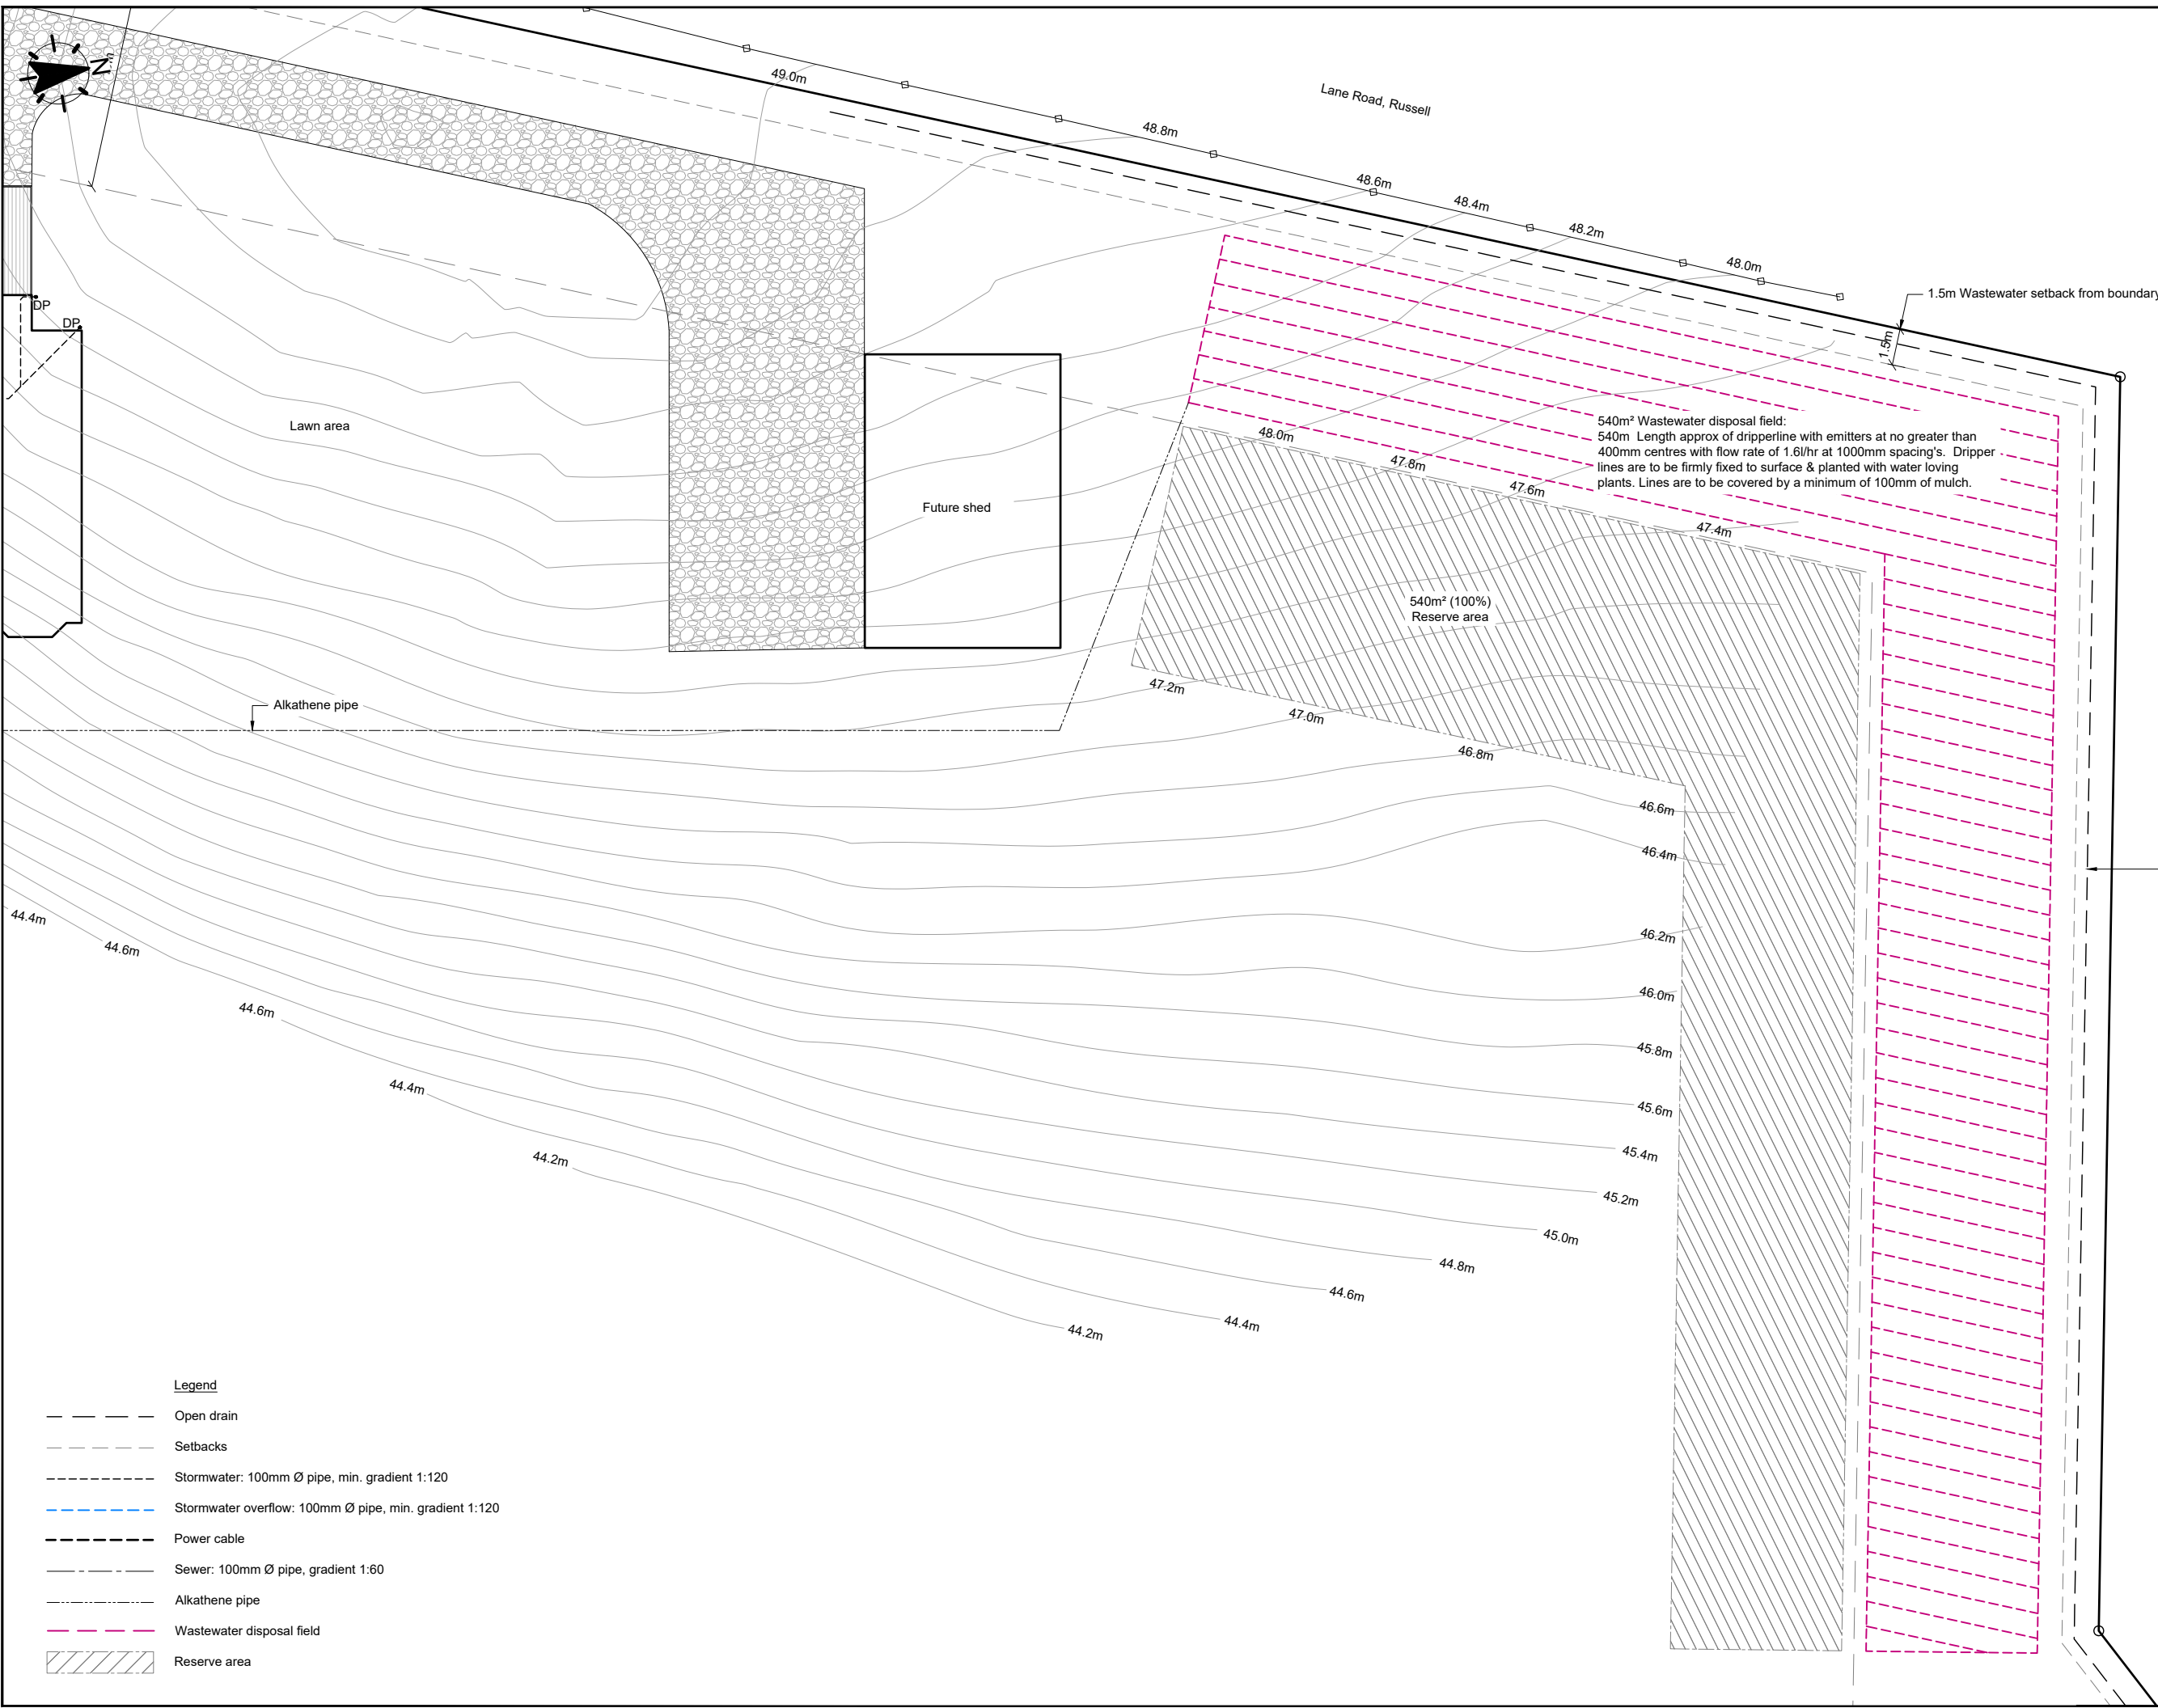 N
49.0m
Lane Road, Russell
48.8m
48.6m
48.4m
48.2m
48.0m
1.5m Wastewater setback from boundary
1.5m
DP
DP
Lawn area
540m² Wastewater disposal field:
540m Length approx of dripperline with emitters at no greater than
400mm centres with flow rate of 1.6l/hr at 1000mm spacing's. Dripper
lines are to be firmly fixed to surface & planted with water loving
plants. Lines are to be covered by a minimum of 100mm of mulch.
48.0m
47.8m
47.6m
47.4m
Future shed
540m² (100%)
Reserve area
47.2m
47.0m
46.8m
Alkathene pipe
46.6m
46.4m
46.2m
46.0m
45.8m
45.6m
45.4m
45.2m
45.0m
44.8m
44.6m
44.4m
44.2m
44.4m
44.6m
44.6m
44.4m
44.2m
Legend
Open drain
Setbacks
Stormwater: 100mm Ø pipe, min. gradient 1:120
Stormwater overflow: 100mm Ø pipe, min. gradient 1:120
Power cable
Sewer: 100mm Ø pipe, gradient 1:60
Alkathene pipe
Wastewater disposal field
Reserve area